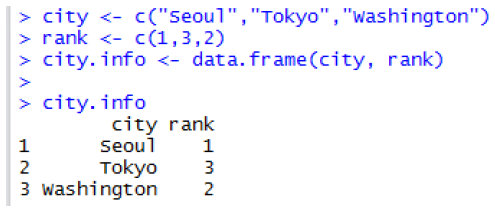 > city <- c("Seoul","Tokyo","Washington")
> rank <- c(1,3,2)
> city.info <- data.frame(city, rank)
>
> city.info
        city rank
1      Seoul    1
2      Tokyo    3
3 Washington    2